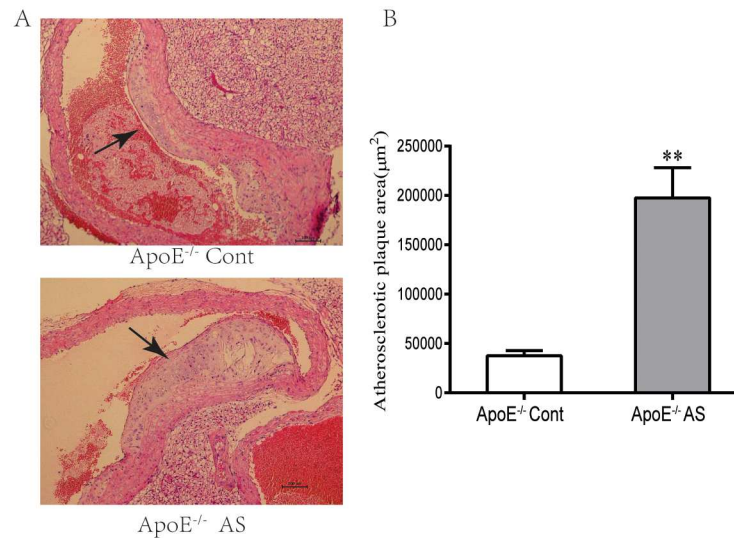 A
ApoE-/- Cont
ApoE-/- AS
B
Atherosclerotic plaque area(μm²)
250000
200000
150000
100000
50000
0
**
ApoE-/- Cont
ApoE-/- AS